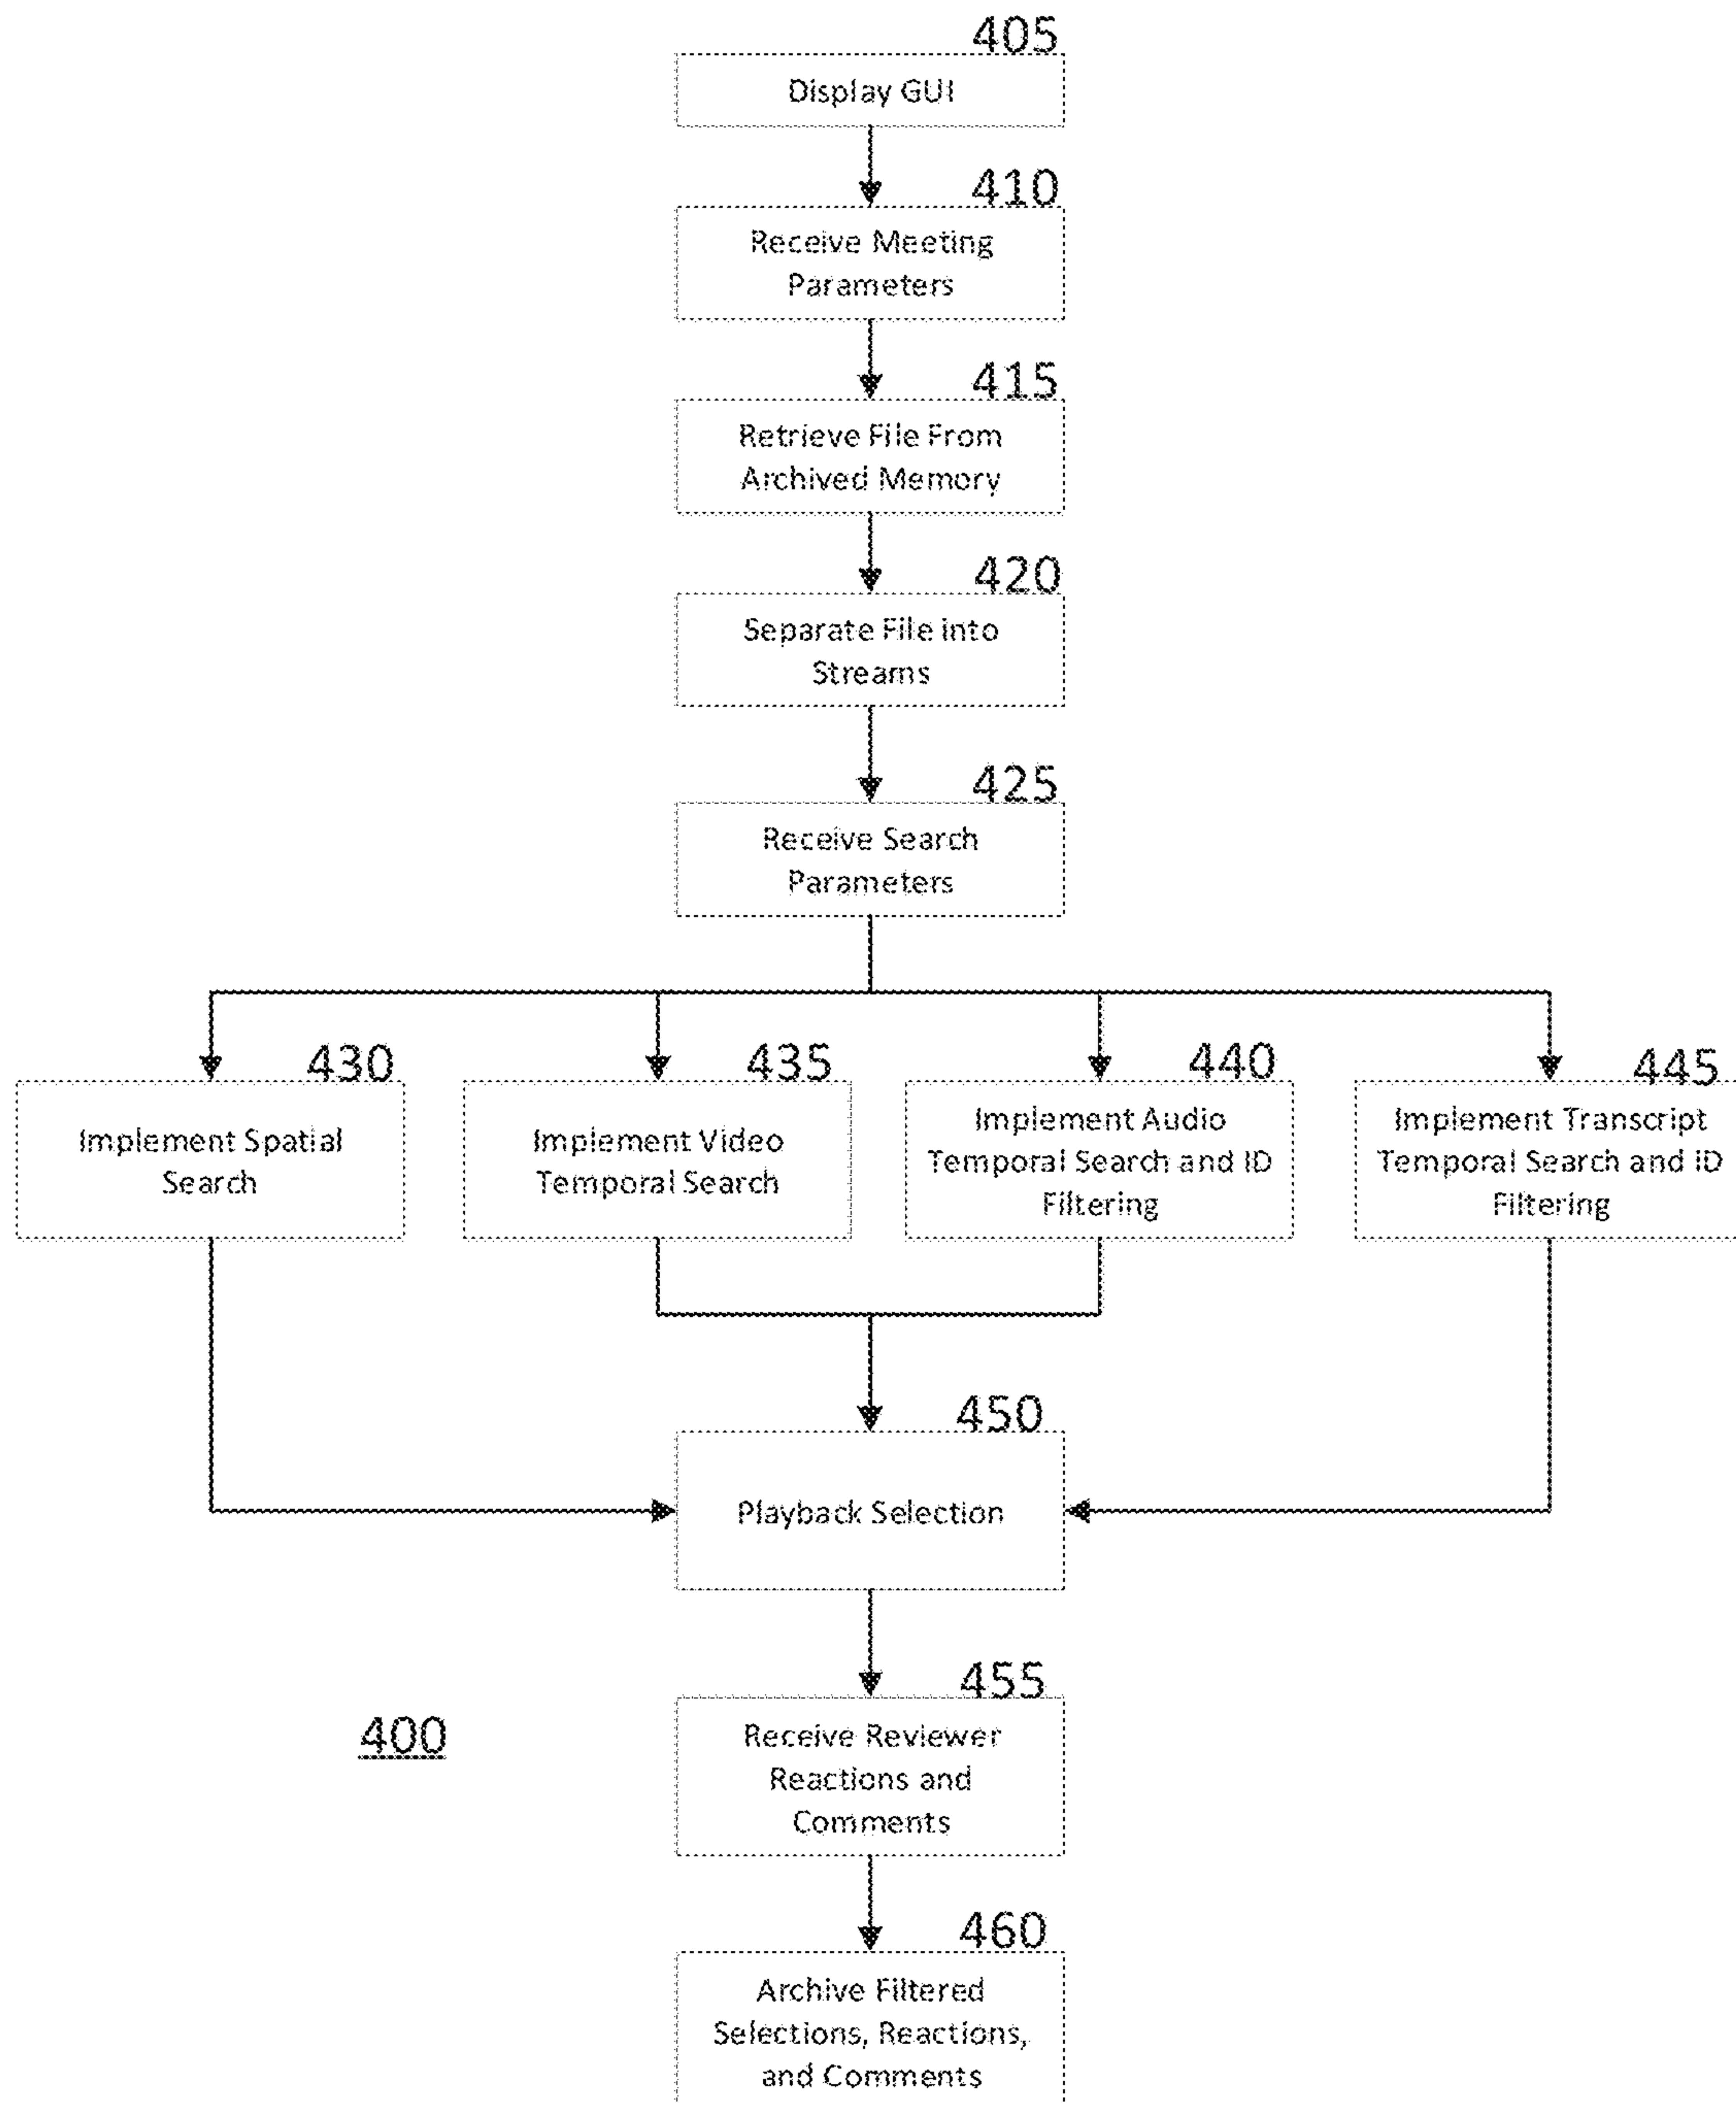 405
Display GUI
410
Receive Meeting
Parameters
415
Retrieve File From
Archived Memory
420
Separate File into
Streams
425
Receive Search
Parameters
430
Implement Spatial
Search
435
Implement Video
Temporal Search
440
Implement Audio
Temporal Search and ID
Filtering
445
Implement Transcript
Temporal Search and ID
Filtering
450
Playback Selection
455
Receive Reviewer
Reactions and
Comments
400
460
Archive Filtered
Selections, Reactions,
and Comments